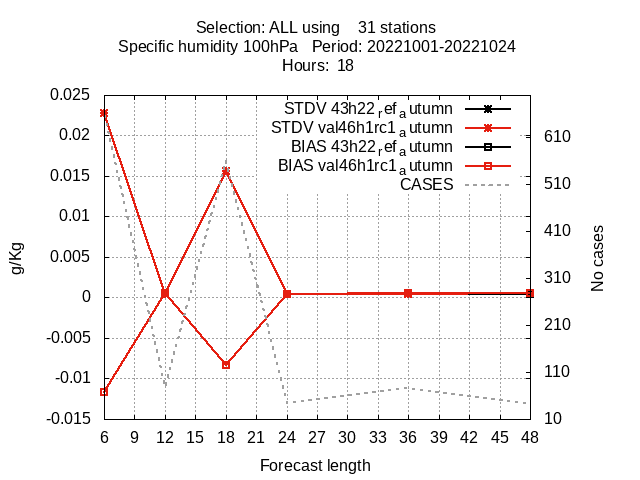 Selection: ALL using 31 stations
Specific humidity 100hPa Period: 20221001-20221024
Hours: 18
STDV 43h22_ref_autumn
STDV val46h1rc1_autumn
BIAS 43h22_ref_autumn
BIAS val46h1rc1_autumn
CASES
0.025
0.02
0.015
0.01
0.005
0
-0.005
-0.01
-0.015
g/Kg
610
510
410
310
210
110
10
No cases
6 9 12 15 18 21 24 27 30 33 36 39 42 45 48
Forecast length